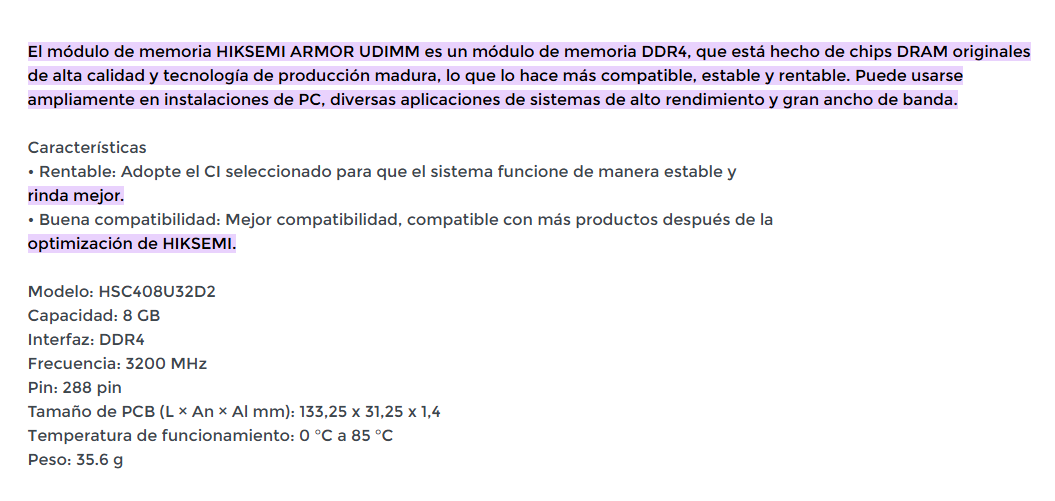 El módulo de memoria HIKSEMI ARMOR UDIMM es un módulo de memoria DDR4, que está hecho de chips DRAM originales
de alta calidad y tecnología de producción madura, lo que lo hace más compatible, estable y rentable. Puede usarse
ampliamente en instalaciones de PC, diversas aplicaciones de sistemas de alto rendimiento y gran ancho de banda.
Características
• Rentable: Adopte el CI seleccionado para que el sistema funcione de manera estable y
rinda mejor.
• Buena compatibilidad: Mejor compatibilidad, compatible con más productos después de la
optimización de HIKSEMI.
Modelo: HSC408U32D2
Capacidad: 8 GB
Interfaz: DDR4
Frecuencia: 3200 MHz
Pin: 288 pin
Tamaño de PCB (L × An × Al mm): 133,25 x 31,25 x 1,4
Temperatura de funcionamiento: 0 °C a 85 °C
Peso: 35.6 g